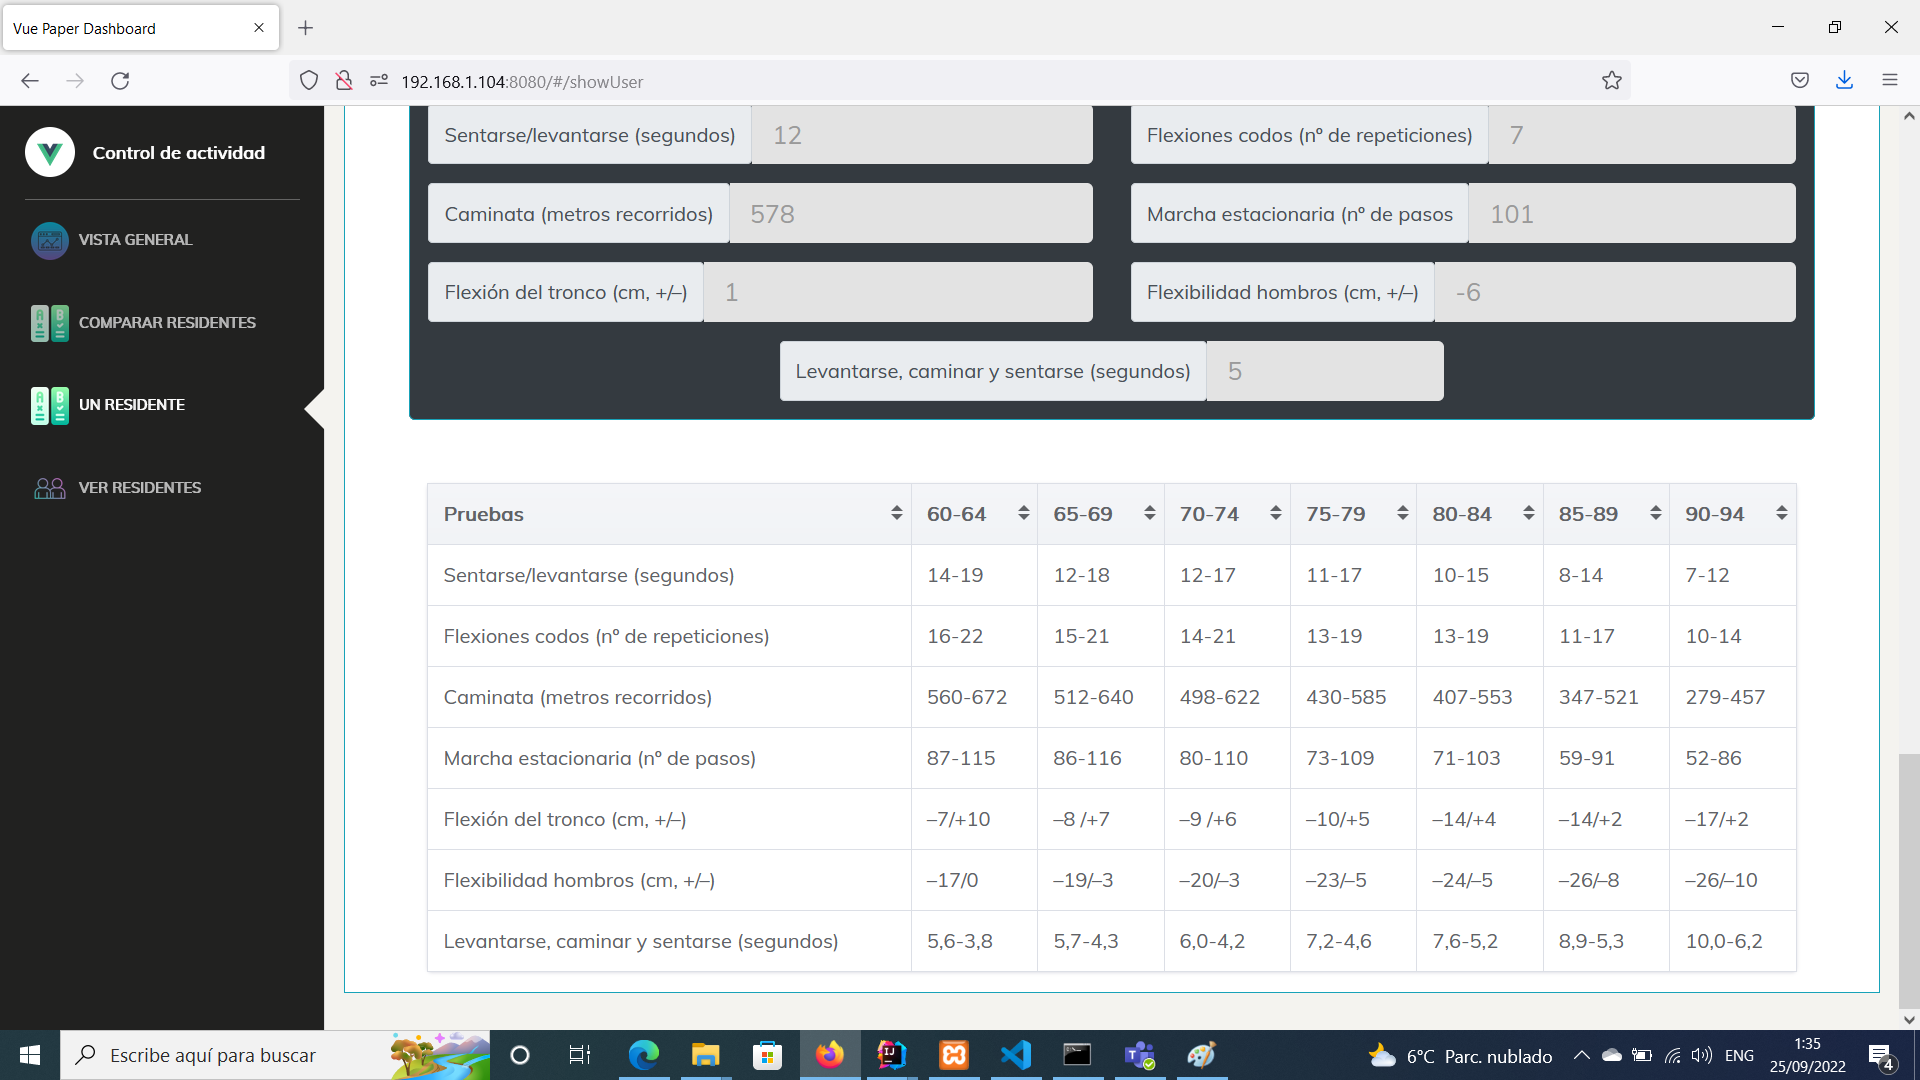 Vue Paper Dashboard
192.168.1.104:8080/#/showUser
Control de actividad
VISTA GENERAL
COMPARAR RESIDENTES
UN RESIDENTE
VER RESIDENTES
Sentarse/levantarse (segundos) 12 Flexiones codos (nº de repeticiones) 7
Caminata (metros recorridos) 578 Marcha estacionaria (nº de pasos 101
Flexión del tronco (cm, +/–) 1 Flexibilidad hombros (cm, +/–) -6
Levantarse, caminar y sentarse (segundos) 5
Pruebas 60-64 65-69 70-74 75-79 80-84 85-89 90-94
Sentarse/levantarse (segundos) 14-19 12-18 12-17 11-17 10-15 8-14 7-12
Flexiones codos (nº de repeticiones) 16-22 15-21 14-21 13-19 13-19 11-17 10-14
Caminata (metros recorridos) 560-672 512-640 498-622 430-585 407-553 347-521 279-457
Marcha estacionaria (nº de pasos) 87-115 86-116 80-110 73-109 71-103 59-91 52-86
Flexión del tronco (cm, +/–) –7/+10 –8 /+7 –9 /+6 –10/+5 –14/+4 –14/+2 –17/+2
Flexibilidad hombros (cm, +/–) –17/0 –19/–3 –20/–3 –23/–5 –24/–5 –26/–8 –26/–10
Levantarse, caminar y sentarse (segundos) 5,6-3,8 5,7-4,3 6,0-4,2 7,2-4,6 7,6-5,2 8,9-5,3 10,0-6,2
Escribe aquí para buscar
6°C Parc. nublado
ENG
1:35
25/09/2022
4